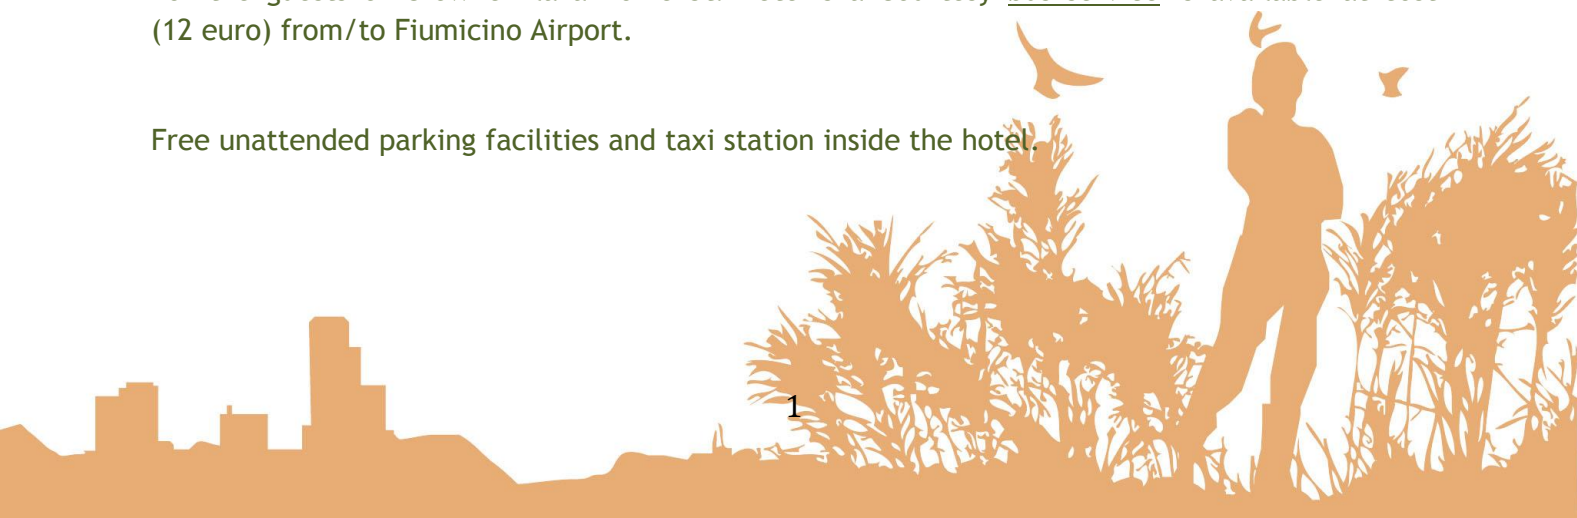 (12 euro) from/to Fiumicino Airport.
Free unattended parking facilities and taxi station inside the hotel.
1